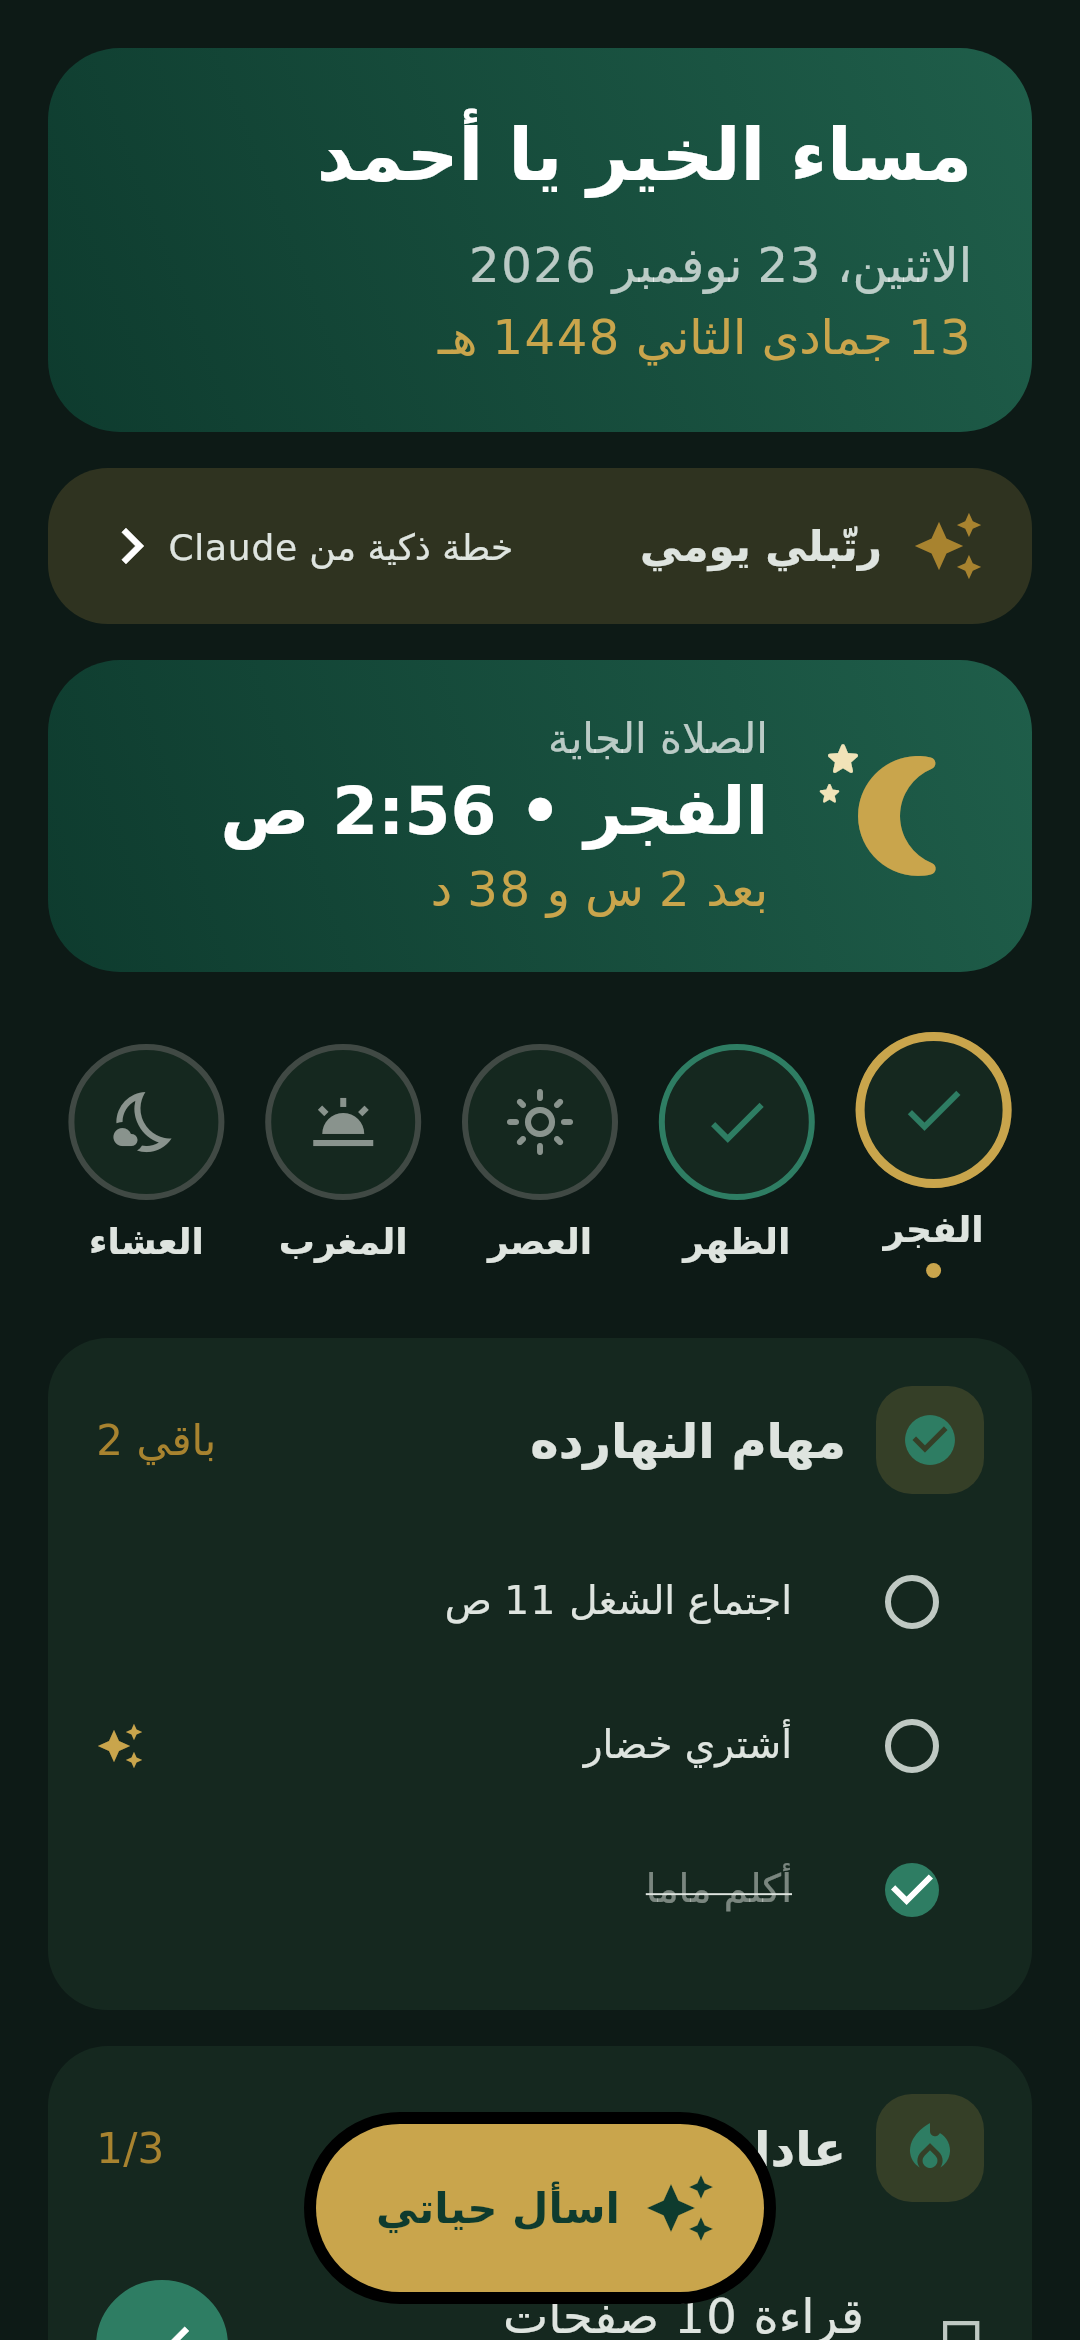 مساء الخير يا أحمد
الاثنين، 23 نوفمبر 2026
13 جمادى الثاني 1448 هـ
رتّبلي يومي
خطة ذكية من Claude
الصلاة الجاية
الفجر • 2:56 ص
بعد 2 س و 38 د
الفجر
الظهر
العصر
المغرب
العشاء
مهام النهارده
باقي 2
اجتماع الشغل 11 ص
أشتري خضار
أكلم ماما
1/3
اسأل حياتي
قراءة 10 صفحات